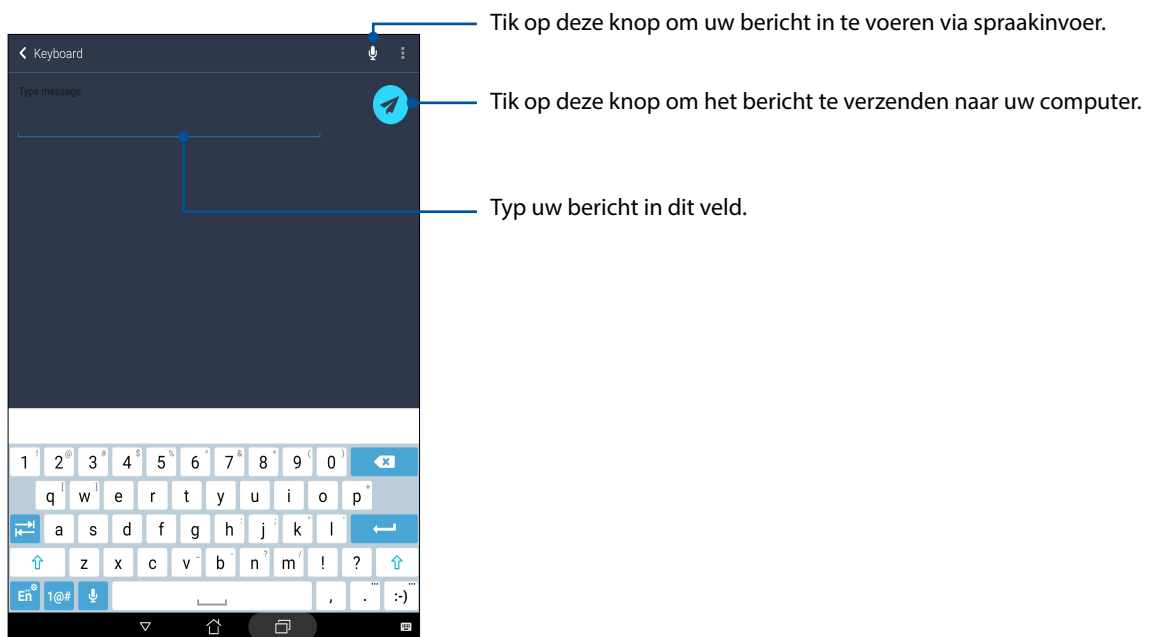 Tik op deze knop om uw bericht in te voeren via spraakinvoer.
Keyboard
Type message
Tik op deze knop om het bericht te verzenden naar uw computer.
Typ uw bericht in dit veld.
1 ! 2 @ 3 # 4 $ 5 % 6 ^ 7 & 8 * 9 ( 0 )
q [ w ] e r t y u i o p +
a s d f g h : j ; k " l '
z x c v _ b - n ? m / ! ?
En 1@# , . ... :-) ...